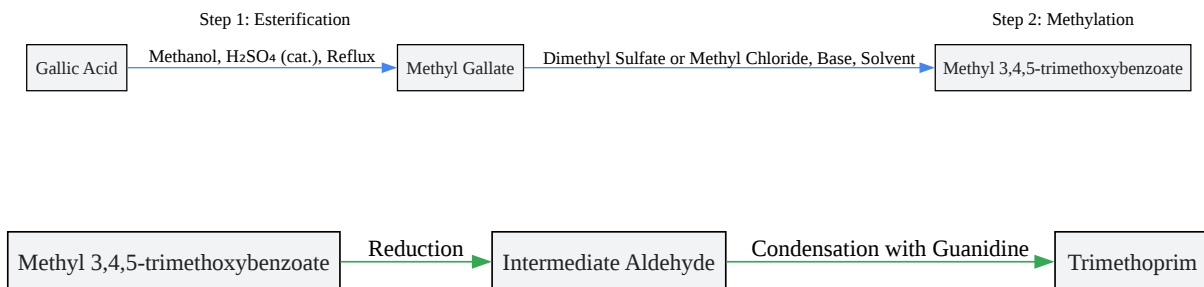 Step 1: Esterification
Step 2: Methylation
Gallic Acid
Methanol, H₂SO₄ (cat.), Reflux
Methyl Gallate
Dimethyl Sulfate or Methyl Chloride, Base, Solvent
Methyl 3,4,5-trimethoxybenzoate
Methyl 3,4,5-trimethoxybenzoate
Reduction
Intermediate Aldehyde
Condensation with Guanidine
Trimethoprim